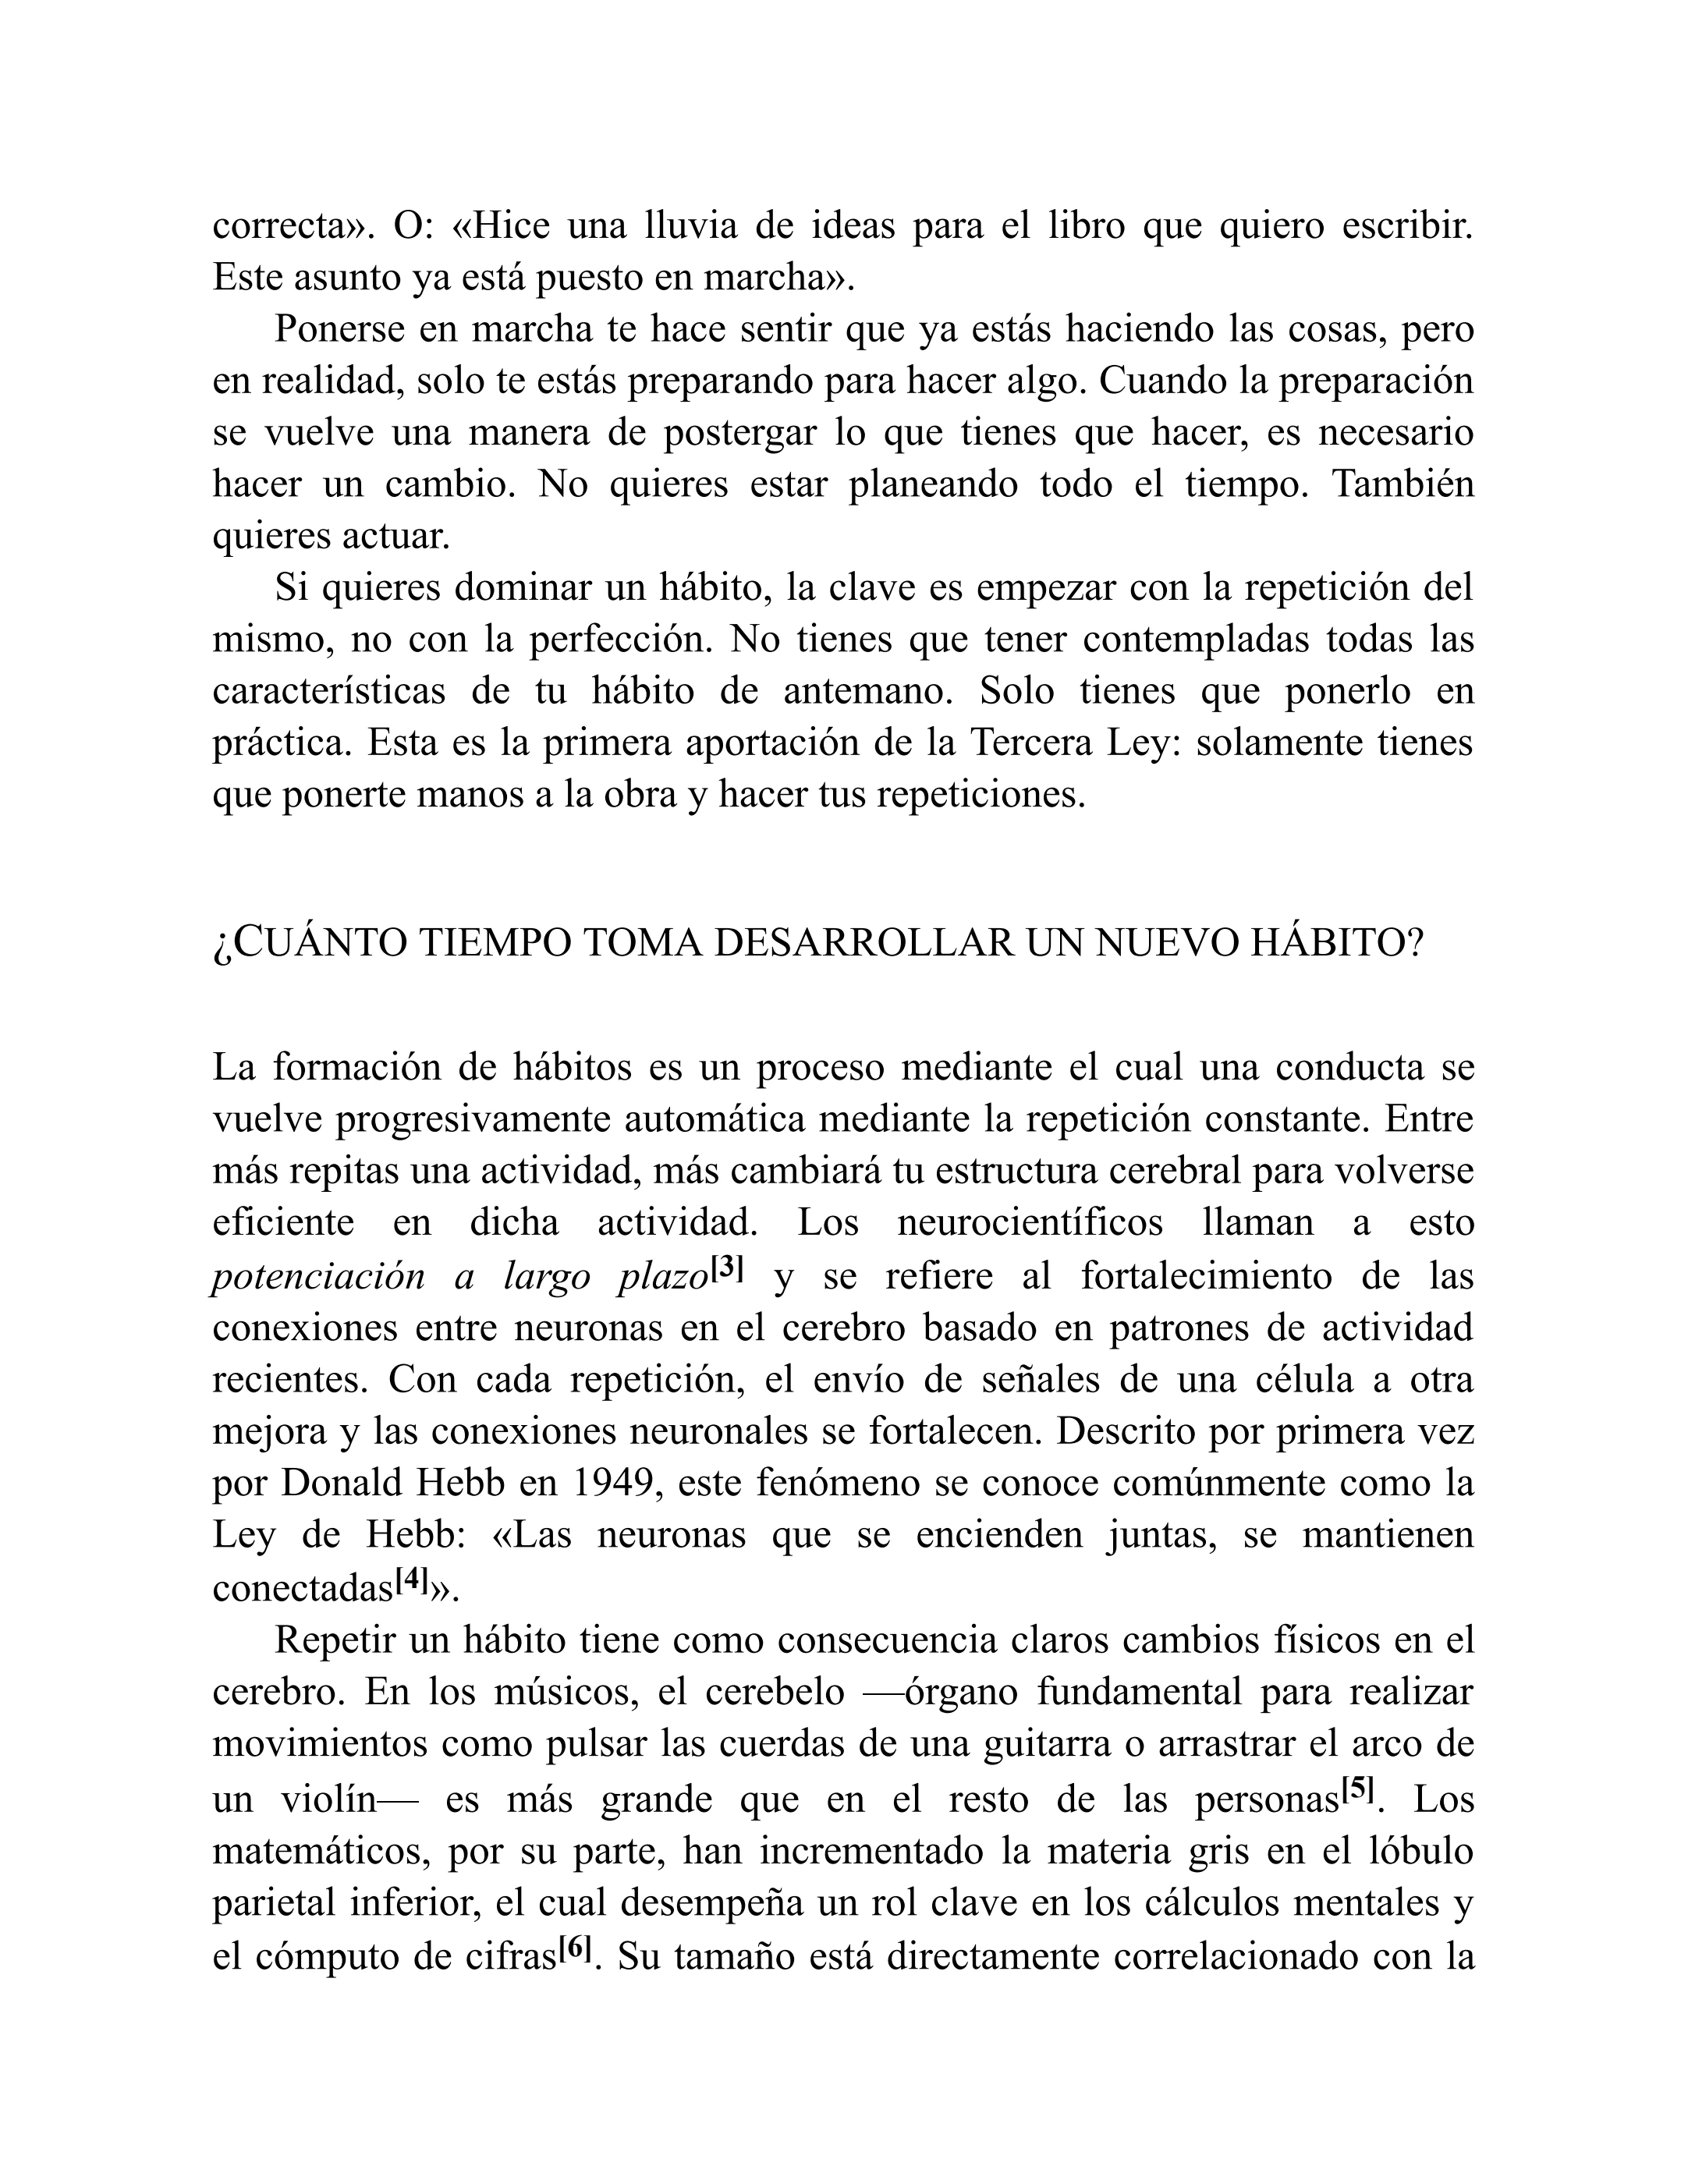 correcta». O: «Hice una lluvia de ideas para el libro que quiero escribir.
Este asunto ya está puesto en marcha».
Ponerse en marcha te hace sentir que ya estás haciendo las cosas, pero
en realidad, solo te estás preparando para hacer algo. Cuando la preparación
se vuelve una manera de postergar lo que tienes que hacer, es necesario
hacer un cambio. No quieres estar planeando todo el tiempo. También
quieres actuar.
Si quieres dominar un hábito, la clave es empezar con la repetición del
mismo, no con la perfección. No tienes que tener contempladas todas las
características de tu hábito de antemano. Solo tienes que ponerlo en
práctica. Esta es la primera aportación de la Tercera Ley: solamente tienes
que ponerte manos a la obra y hacer tus repeticiones.
¿CUÁNTO TIEMPO TOMA DESARROLLAR UN NUEVO HÁBITO?
La formación de hábitos es un proceso mediante el cual una conducta se
vuelve progresivamente automática mediante la repetición constante. Entre
más repitas una actividad, más cambiará tu estructura cerebral para volverse
eficiente en dicha actividad. Los neurocientíficos llaman a esto
potenciación a largo plazo[3] y se refiere al fortalecimiento de las
conexiones entre neuronas en el cerebro basado en patrones de actividad
recientes. Con cada repetición, el envío de señales de una célula a otra
mejora y las conexiones neuronales se fortalecen. Descrito por primera vez
por Donald Hebb en 1949, este fenómeno se conoce comúnmente como la
Ley de Hebb: «Las neuronas que se encienden juntas, se mantienen
conectadas[4]».
Repetir un hábito tiene como consecuencia claros cambios físicos en el
cerebro. En los músicos, el cerebelo —órgano fundamental para realizar
movimientos como pulsar las cuerdas de una guitarra o arrastrar el arco de
un violín— es más grande que en el resto de las personas[5]. Los
matemáticos, por su parte, han incrementado la materia gris en el lóbulo
parietal inferior, el cual desempeña un rol clave en los cálculos mentales y
el cómputo de cifras[6]. Su tamaño está directamente correlacionado con la